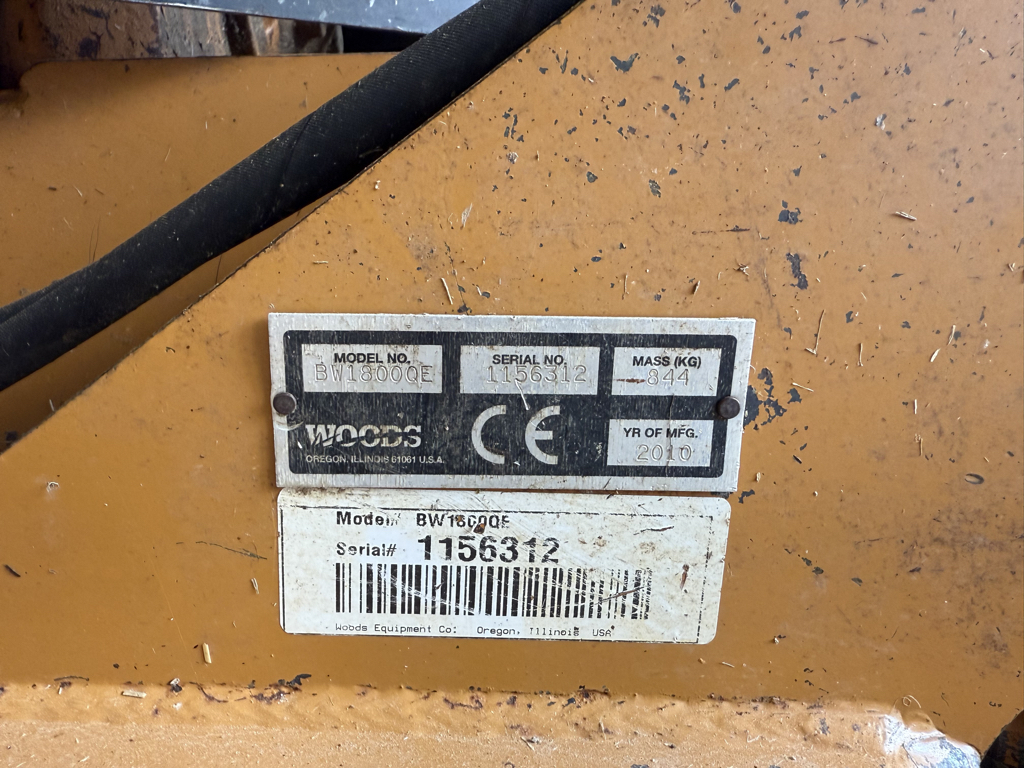 MODEL NO. SERIAL NO. MASS (KG)
BW1800QE 1156312 844
WOODS CE YR OF MFG.
OREGON, ILLINOIS 61061 U.S.A. 2010
Model# BW1800QE
Serial# 1156312
Woods Equipment Co: Oregon, Illinois USA